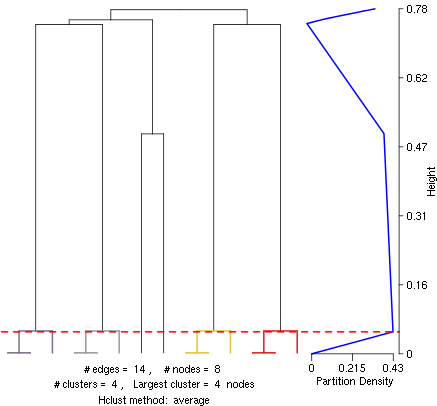 0.78
0.62
0.47
0.31
0.16
0
Height
0 0.215 0.43
Partition Density
# edges = 14 , # nodes = 8
# clusters = 4 , Largest cluster = 4 nodes
Hclust method: average